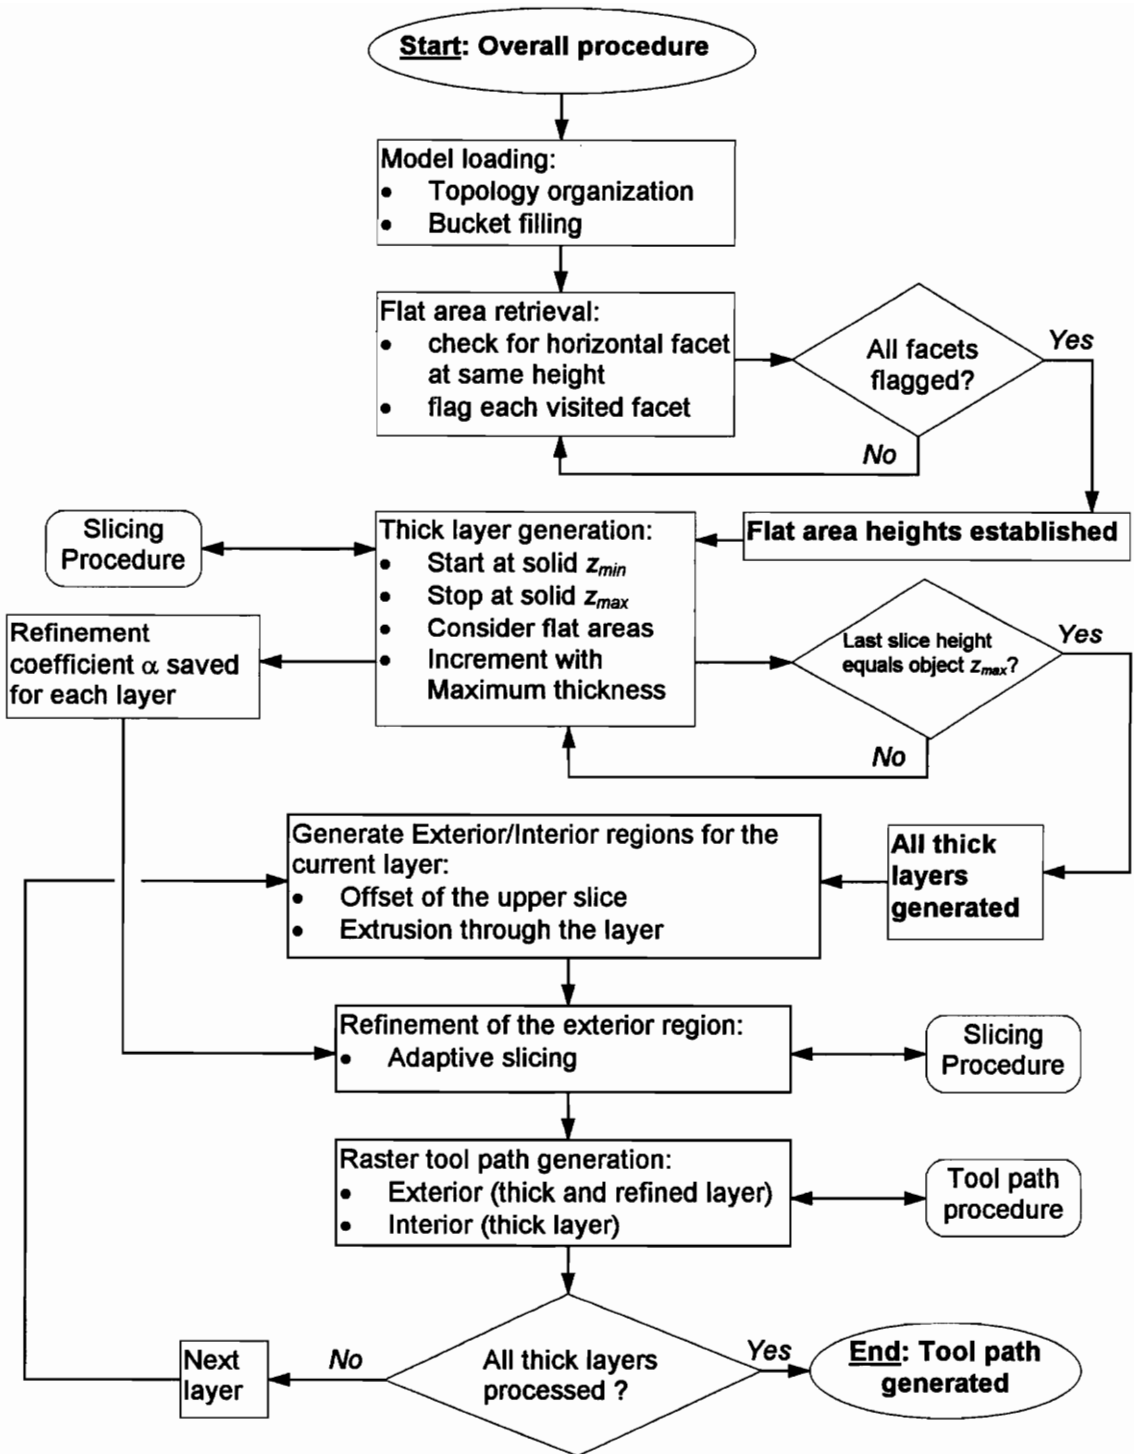 Start: Overall procedure
Model loading:
• Topology organization
• Bucket filling
Flat area retrieval:
• check for horizontal facet
at same height
• flag each visited facet
All facets
flagged?
Yes
No
Flat area heights established
Slicing
Procedure
Thick layer generation:
• Start at solid zmin
• Stop at solid zmax
• Consider flat areas
• Increment with
Maximum thickness
Refinement
coefficient α saved
for each layer
Last slice height
equals object zmax?
Yes
No
All thick
layers
generated
Generate Exterior/Interior regions for the
current layer:
• Offset of the upper slice
• Extrusion through the layer
Refinement of the exterior region:
• Adaptive slicing
Slicing
Procedure
Raster tool path generation:
• Exterior (thick and refined layer)
• Interior (thick layer)
Tool path
procedure
All thick layers
processed ?
No
Next
layer
Yes
End: Tool path
generated